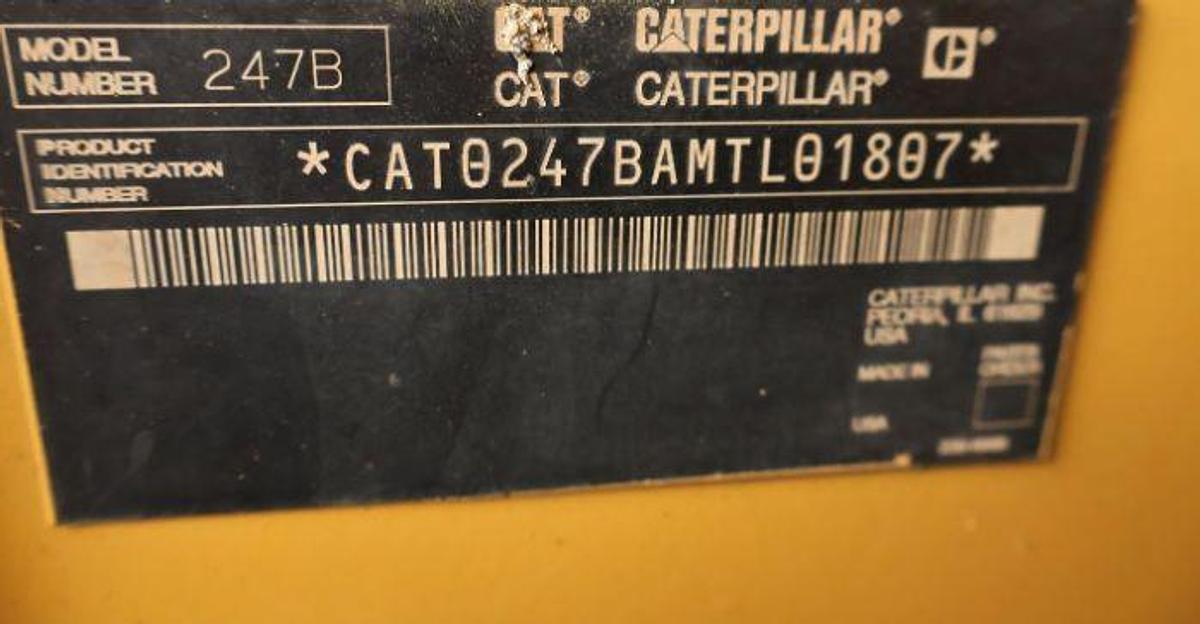 MODEL NUMBER 247B
CAT® CATERPILLAR®
CAT® CATERPILLAR®
PRODUCT
IDENTIFICATION
NUMBER
*CAT0247BAMTL01807*
CATERPILLAR INC.
PEORIA, IL 61629
USA
MADE IN
USA